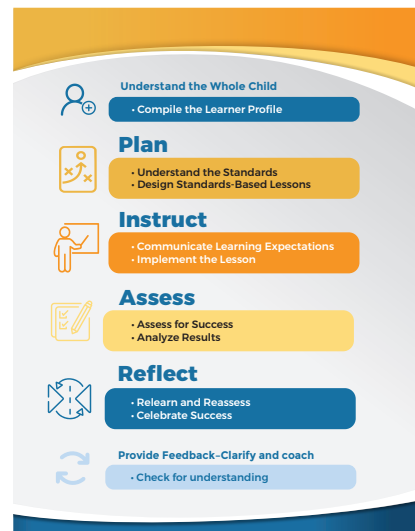 Understand the Whole Child
• Compile the Learner Profile
Plan
• Understand the Standards
• Design Standards-Based Lessons
Instruct
• Communicate Learning Expectations
• Implement the Lesson
Assess
• Assess for Success
• Analyze Results
Reflect
• Relearn and Reassess
• Celebrate Success
Provide Feedback–Clarify and coach
• Check for understanding